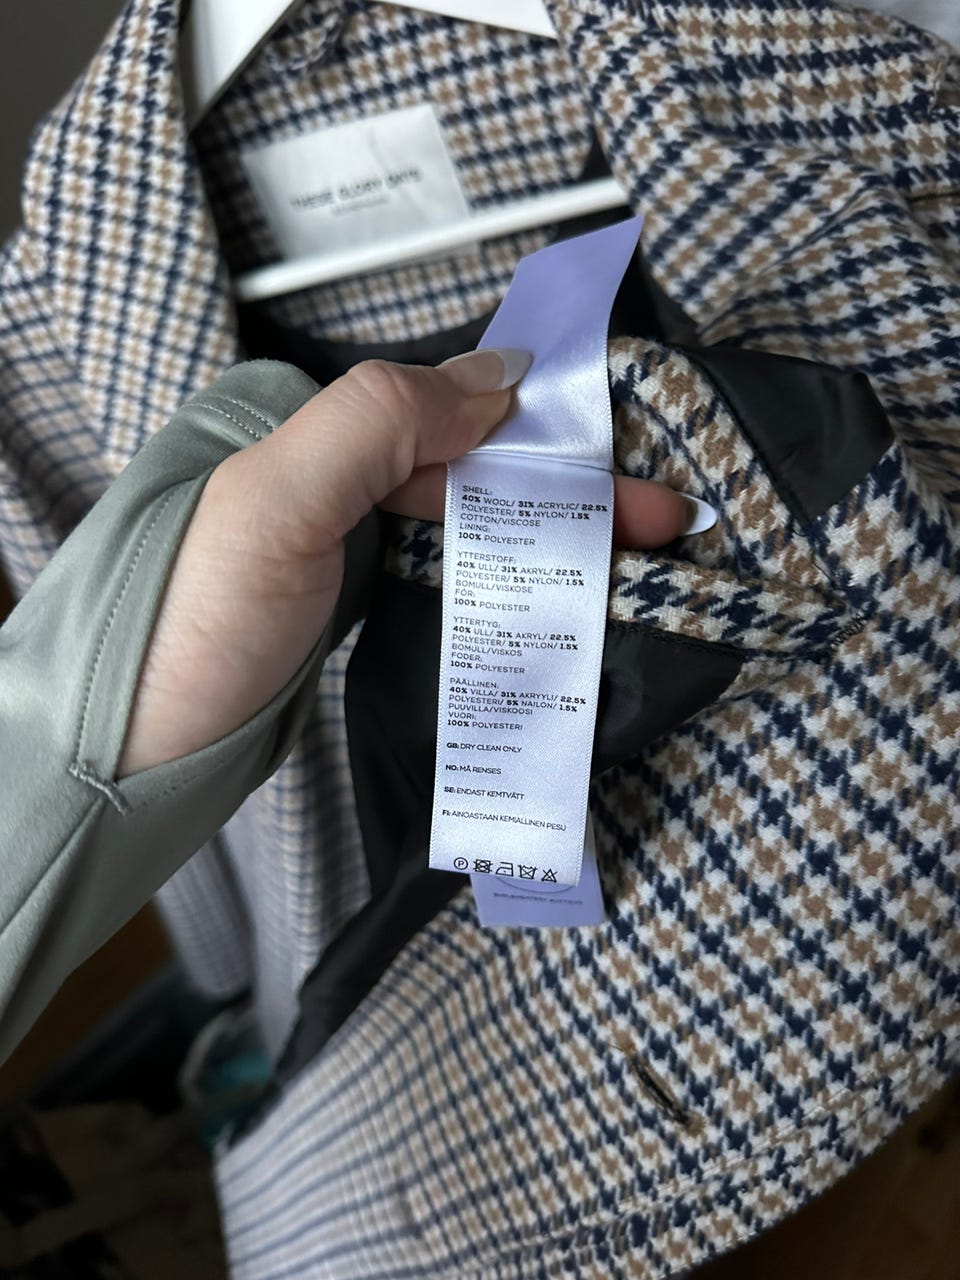 THESE GLORY DAYS
SHELL:
40% WOOL/ 31% ACRYLIC/ 22.5%
POLYESTER/ 5% NYLON/ 1.5%
COTTON/VISCOSE
LINING:
100% POLYESTER
YTTERSTOFF:
40% ULL/ 31% AKRYL/ 22.5%
POLYESTER/ 5% NYLON/ 1.5%
BOMULL/VISKOSE
FÔR:
100% POLYESTER
YTTERTYG:
40% ULL/ 31% AKRYL/ 22.5%
POLYESTER/ 5% NYLON/ 1.5%
BOMULL/VISKOS
FODER:
100% POLYESTER
PÄÄLLINEN:
40% VILLA/ 31% AKRYYLI/ 22.5%
POLYESTERI/ 5% NAILON/ 1.5%
PUUVILLA/VISKOOSI
VUORI:
100% POLYESTERI
GB: DRY CLEAN ONLY
NO: MÅ RENSES
SE: ENDAST KEMTVÄTT
FI: AINOASTAAN KEMIALLINEN PESU
P